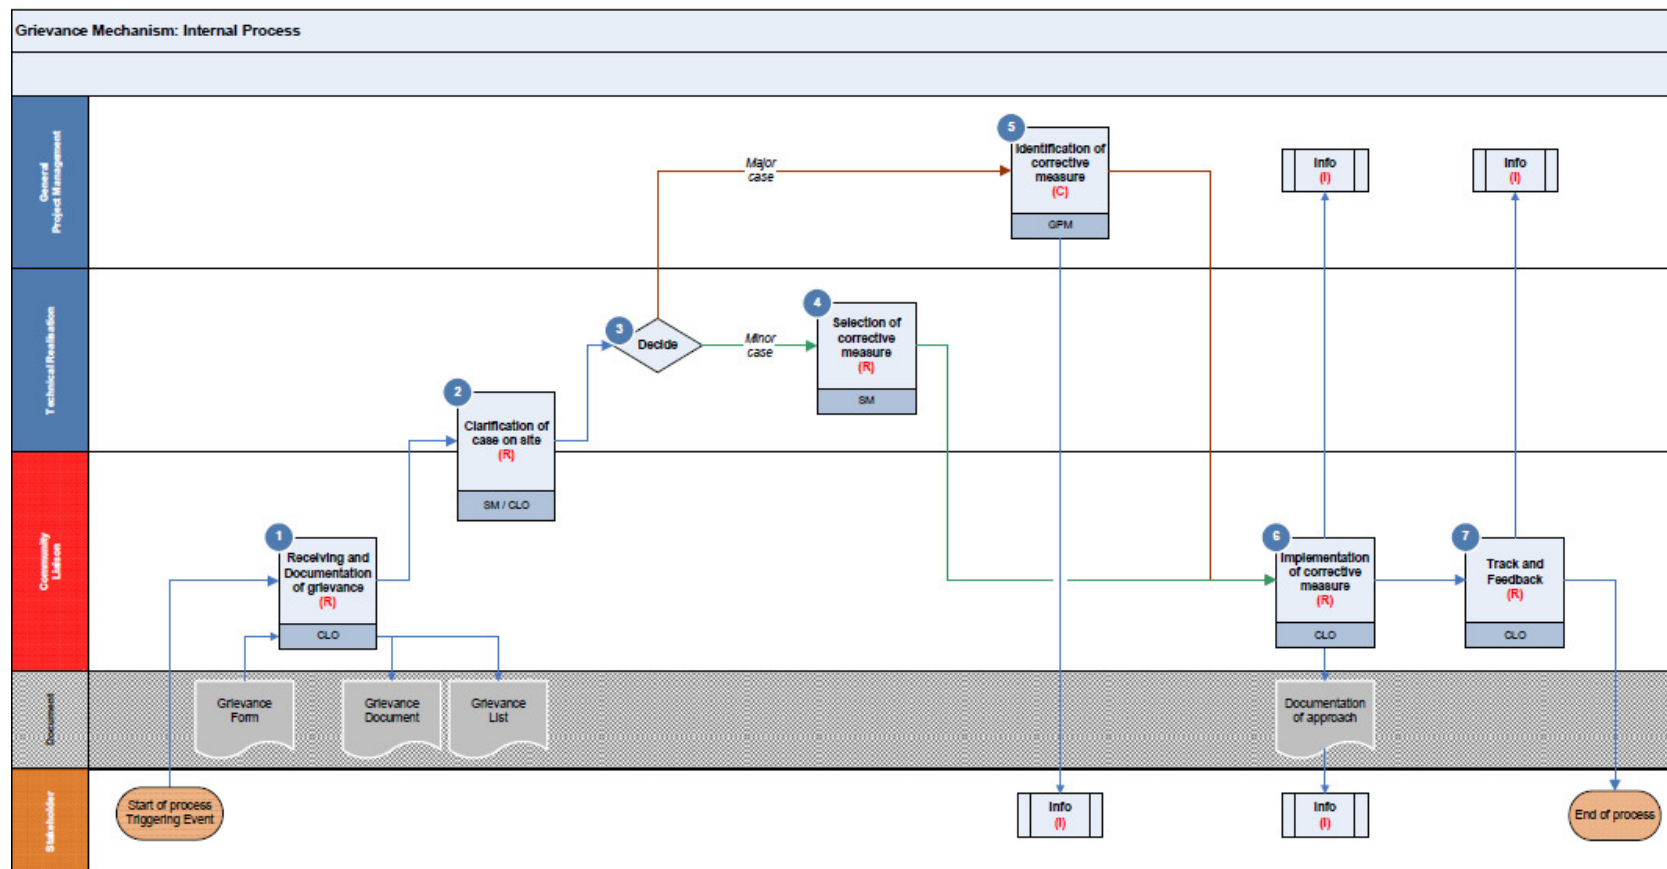 Grievance Mechanism: Internal Process
General
Project Management
5
Identification of
corrective
measure
(C)
GPM
Major
case
Info
(I)
Info
(I)
Technical Realisation
3
Decide
Minor
case
4
Selection of
corrective
measure
(R)
SM
2
Clarification of
case on site
(R)
SM / CLO
Community
Liaison
1
Receiving and
Documentation
of grievance
(R)
CLO
6
Implementation
of corrective
measure
(R)
CLO
7
Track and
Feedback
(R)
CLO
Document
Grievance
Form
Grievance
Document
Grievance
List
Documentation
of approach
Stakeholder
Start of process
Triggering Event
Info
(I)
Info
(I)
End of process